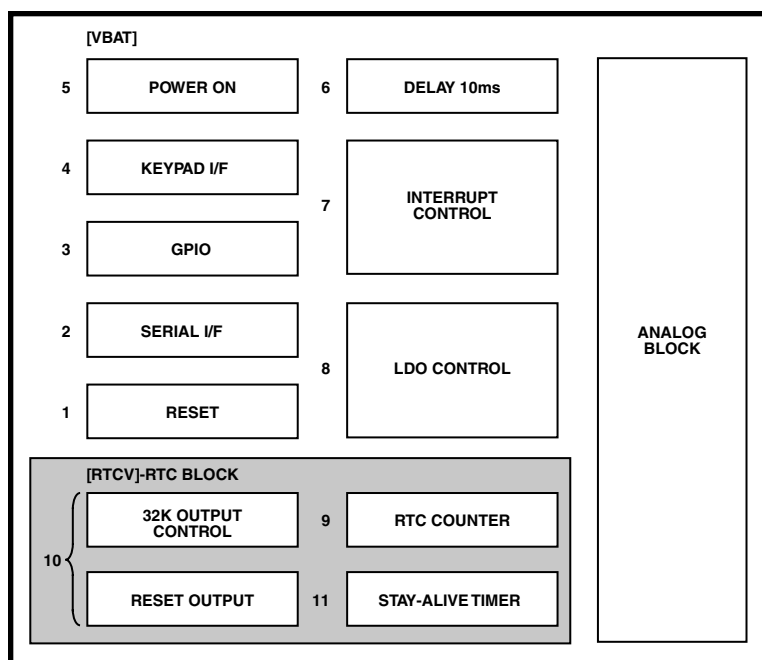 [VBAT]
5
POWER ON
6
DELAY 10ms
4
KEYPAD I/F
7
INTERRUPT
CONTROL
3
GPIO
2
SERIAL I/F
8
LDO CONTROL
1
RESET
ANALOG
BLOCK
[RTCV]-RTC BLOCK
10
32K OUTPUT
CONTROL
9
RTC COUNTER
RESET OUTPUT
11
STAY-ALIVE TIMER